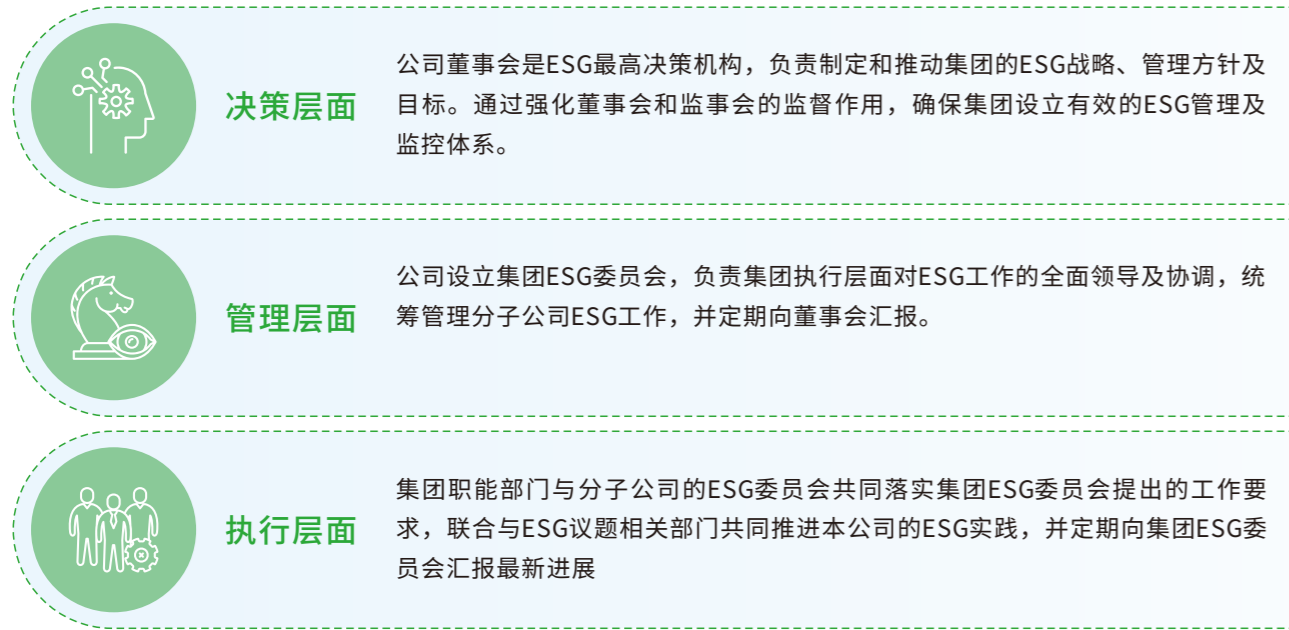 决策层面
公司董事会是ESG最高决策机构，负责制定和推动集团的ESG战略、管理方针及
目标。通过强化董事会和监事会的监督作用，确保集团设立有效的ESG管理及
监控体系。
管理层面
公司设立集团ESG委员会，负责集团执行层面对ESG工作的全面领导及协调，统
筹管理分子公司ESG工作，并定期向董事会汇报。
执行层面
集团职能部门与分子公司的ESG委员会共同落实集团ESG委员会提出的工作要
求，联合与ESG议题相关部门共同推进本公司的ESG实践，并定期向集团ESG委
员会汇报最新进展